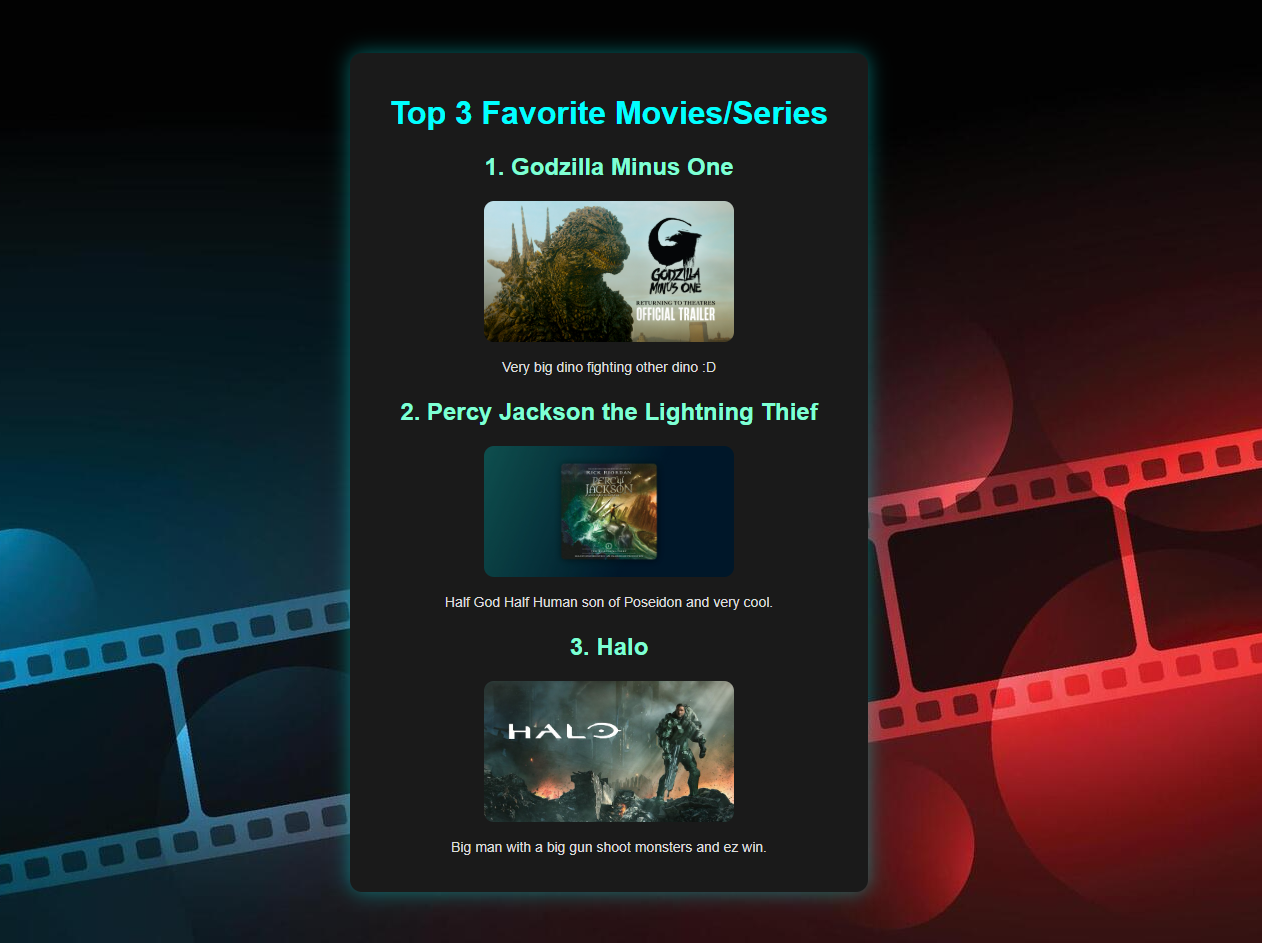 Top 3 Favorite Movies/Series
1. Godzilla Minus One
GODZILLA
MINUS ONE
RETURNING TO THEATRES
OFFICIAL TRAILER
Very big dino fighting other dino :D
2. Percy Jackson the Lightning Thief
RICK RIORDAN
PERCY
JACKSON
Half God Half Human son of Poseidon and very cool.
3. Halo
HALO
Big man with a big gun shoot monsters and ez win.